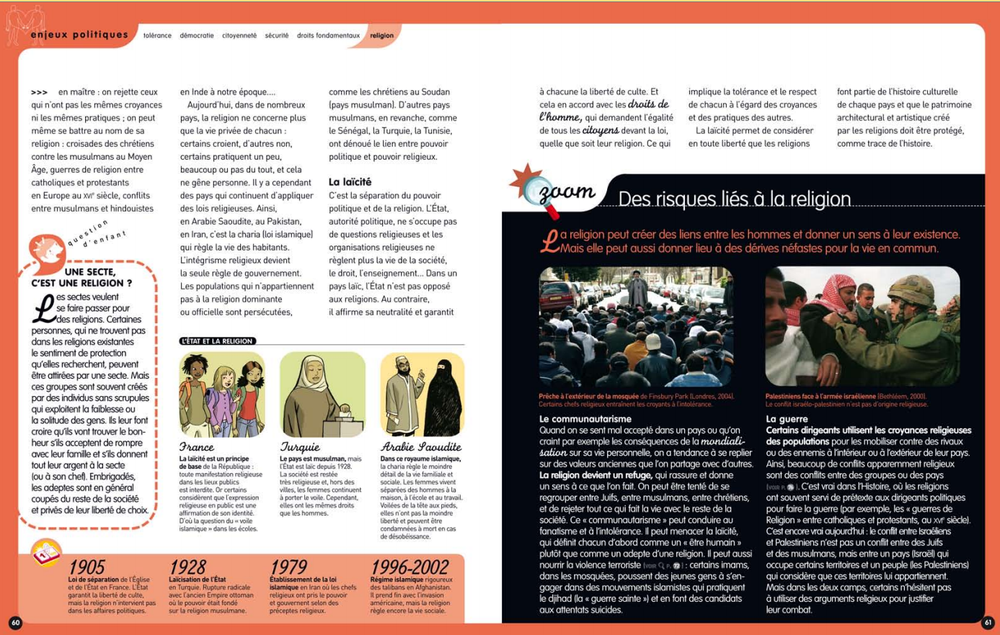 enjeux politiques
tolérance démocratie citoyenneté sécurité droits fondamentaux religion
>>> en maître : on rejette ceux
qui n'ont pas les mêmes croyances
ni les mêmes pratiques ; on peut
même se battre au nom de sa
religion : croisades des chrétiens
contre les musulmans au Moyen
Âge, guerres de religion entre
catholiques et protestants
en Europe au XVIe siècle, conflits
entre musulmans et hindouistes
question
d'enfant
UNE SECTE,
C'EST UNE RELIGION ?
Les sectes veulent
se faire passer pour
des religions. Certaines
personnes, qui ne trouvent pas
dans les religions existantes
le sentiment de protection
qu'elles recherchent, peuvent
être attirées par une secte. Mais
ces groupes sont souvent créés
par des individus sans scrupules
qui exploitent la faiblesse ou
la solitude des gens. Ils leur font
croire qu'ils vont trouver le bon-
heur s'ils acceptent de rompre
avec leur famille et s'ils donnent
tout leur argent à la secte
(ou à son chef). Embrigadés,
les adeptes sont en général
coupés du reste de la société
et privés de leur liberté de choix.
en Inde à notre époque....
Aujourd'hui, dans de nombreux
pays, la religion ne concerne plus
que la vie privée de chacun :
certains croient, d'autres non,
certains pratiquent un peu,
beaucoup ou pas du tout, et cela
ne gêne personne. Il y a cependant
des pays qui continuent d'appliquer
des lois religieuses. Ainsi,
en Arabie Saoudite, au Pakistan,
en Iran, c'est la charia (loi islamique)
qui règle la vie des habitants.
L'intégrisme religieux devient
la seule règle de gouvernement.
Les populations qui n'appartiennent
pas à la religion dominante
ou officielle sont persécutées,
comme les chrétiens au Soudan
(pays musulman). D'autres pays
musulmans, en revanche, comme
le Sénégal, la Turquie, la Tunisie,
ont dénoué le lien entre pouvoir
politique et pouvoir religieux.
La laïcité
C'est la séparation du pouvoir
politique et de la religion. L'État,
autorité politique, ne s'occupe pas
de questions religieuses et les
organisations religieuses ne
règlent plus la vie de la société,
le droit, l'enseignement... Dans un
pays laïc, l'État n'est pas opposé
aux religions. Au contraire,
il affirme sa neutralité et garantit
L'ÉTAT ET LA RELIGION
France
La laïcité est un principe
de base de la République :
toute manifestation religieuse
dans les lieux publics
est interdite. Or certains
considèrent que l'expression
religieuse en public est une
affirmation de son identité.
D'où la question du « voile
islamique » dans les écoles.
Turquie
Le pays est musulman, mais
l'État est laïc depuis 1928.
La société est restée
très religieuse et, hors des
villes, les femmes continuent
à porter le voile. Cependant,
elles ont les mêmes droits
que les hommes.
Arabie Saoudite
Dans ce royaume islamique,
la charia règle le moindre
détail de la vie familiale et
sociale. Les femmes vivent
séparées des hommes à la
maison, à l'école et au travail.
Voilées de la tête aux pieds,
elles n'ont pas la moindre
liberté et peuvent être
condamnées à mort en cas
de désobéissance.
1905
Loi de séparation de l'Église
et de l'État en France. L'État
garantit la liberté de culte,
mais la religion n'intervient pas
dans les affaires politiques.
1928
Laïcisation de l'État
en Turquie. Rupture radicale
avec l'ancien Empire ottoman
où le pouvoir était fondé
sur la religion musulmane.
1979
Établissement de la loi
islamique en Iran où les chefs
religieux ont pris le pouvoir
et gouvernent selon des
préceptes religieux.
1996-2002
Régime islamique rigoureux
des talibans en Afghanistan.
Il prend fin avec l'invasion
américaine, mais la religion
règle encore la vie sociale.
60
à chacune la liberté de culte. Et
cela en accord avec les droits de
l'homme, qui demandent l'égalité
de tous les citoyens devant la loi,
quelle que soit leur religion. Ce qui
implique la tolérance et le respect
de chacun à l'égard des croyances
et des pratiques des autres.
La laïcité permet de considérer
en toute liberté que les religions
font partie de l'histoire culturelle
de chaque pays et que le patrimoine
architectural et artistique créé
par les religions doit être protégé,
comme trace de l'histoire.
zoom
Des risques liés à la religion
La religion peut créer des liens entre les hommes et donner un sens à leur existence.
Mais elle peut aussi donner lieu à des dérives néfastes pour la vie en commun.
Prêche à l'extérieur de la mosquée de Finsbury Park (Londres, 2004).
Certains chefs religieux entraînent les croyants à l'intolérance.
Le communautarisme
Quand on se sent mal accepté dans un pays ou qu'on
craint par exemple les conséquences de la mondiali-
sation sur sa vie personnelle, on a tendance à se replier
sur des valeurs anciennes que l'on partage avec d'autres.
La religion devient un refuge, qui rassure et donne
un sens à ce que l'on fait. On peut être tenté de se
regrouper entre Juifs, entre musulmans, entre chrétiens,
et de rejeter tout ce qui fait la vie avec le reste de la
société. Ce « communautarisme » peut conduire au
fanatisme et à l'intolérance. Il peut menacer la laïcité,
qui définit chacun d'abord comme un « être humain »
plutôt que comme un adepte d'une religion. Il peut aussi
nourrir la violence terroriste (VOIR P. 72) : certains imams,
dans les mosquées, poussent des jeunes gens à s'en-
gager dans des mouvements islamistes qui pratiquent
le djihad (la « guerre sainte ») et en font des candidats
aux attentats suicides.
Palestiniens face à l'armée israélienne (Bethléem, 2000).
Le conflit israélo-palestinien n'est pas d'origine religieuse.
La guerre
Certains dirigeants utilisent les croyances religieuses
des populations pour les mobiliser contre des rivaux
ou des ennemis à l'intérieur ou à l'extérieur de leur pays.
Ainsi, beaucoup de conflits apparemment religieux
sont des conflits entre des groupes ou des pays
(VOIR P. 76). C'est vrai dans l'Histoire, où les religions
ont souvent servi de prétexte aux dirigeants politiques
pour faire la guerre (par exemple, les « guerres de
Religion » entre catholiques et protestants, au XVIe siècle).
C'est encore vrai aujourd'hui : le conflit entre Israéliens
et Palestiniens n'est pas un conflit entre des Juifs
et des musulmans, mais entre un pays (Israël) qui
occupe certains territoires et un peuple (les Palestiniens)
qui considère que ces territoires lui appartiennent.
Mais dans les deux camps, certains n'hésitent pas
à utiliser des arguments religieux pour justifier
leur combat.
61